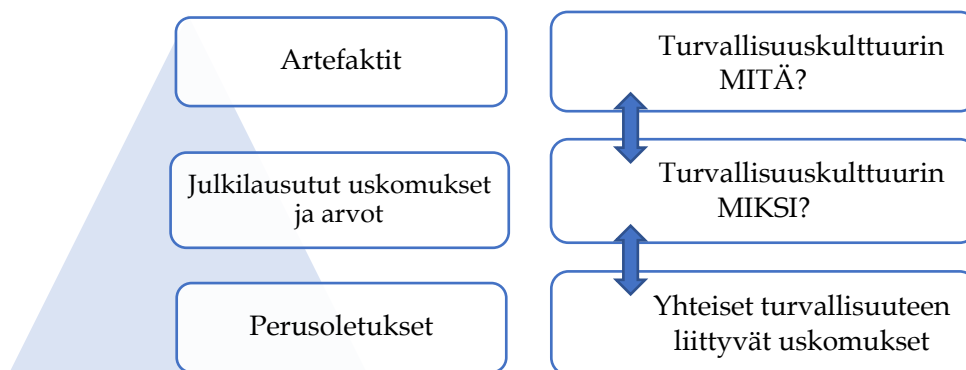 Artefaktit
Turvallisuuskulttuurin
MITÄ?
Julkilausutut uskomukset
ja arvot
Turvallisuuskulttuurin
MIKSI?
Perusoletukset
Yhteiset turvallisuuteen
liittyvät uskomukset